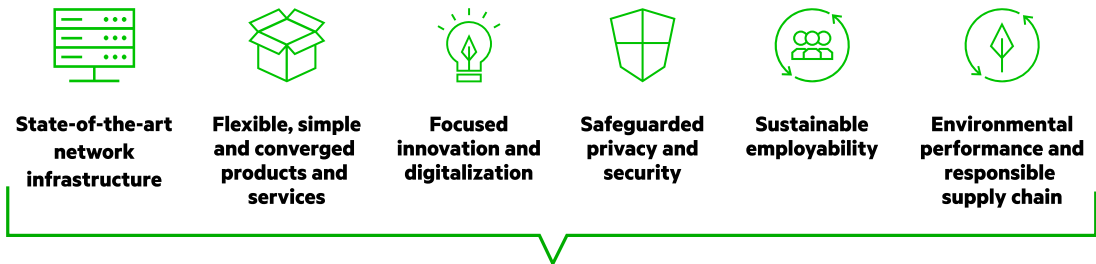 State-of-the-art
network
infrastructure
Flexible, simple
and converged
products and
services
Focused
innovation and
digitalization
Safeguarded
privacy and
security
Sustainable
employability
Environmental
performance and
responsible
supply chain